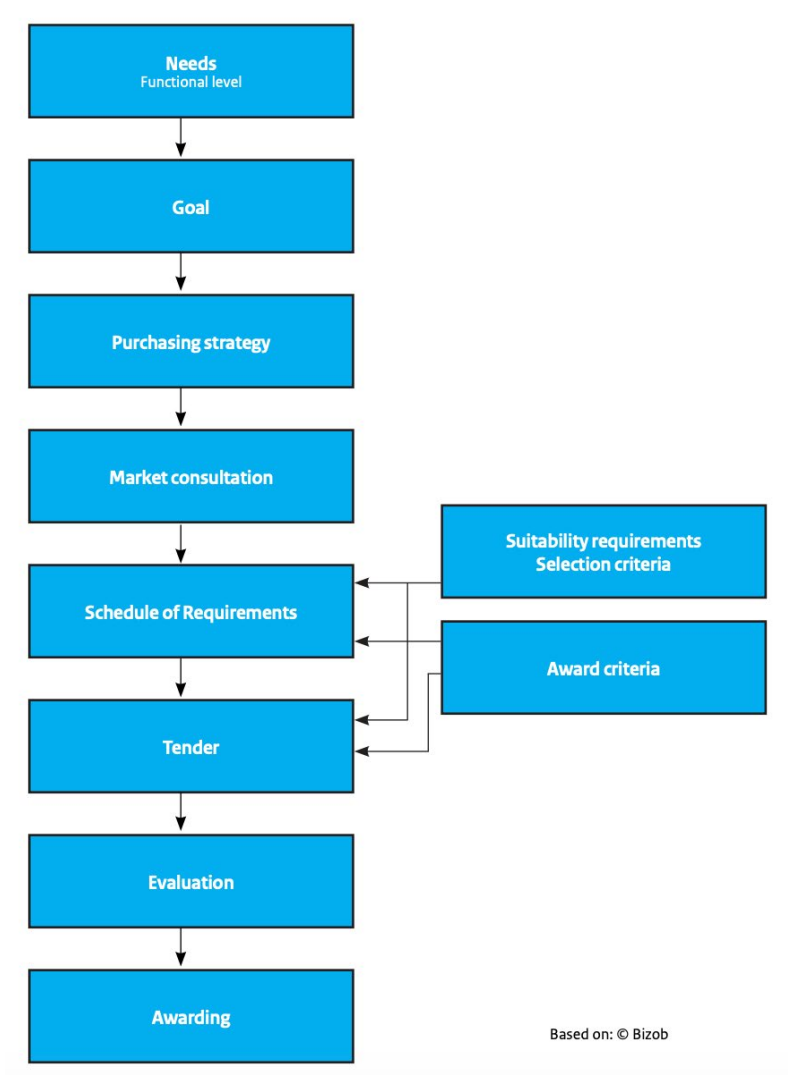 Needs
Functional level
Goal
Purchasing strategy
Market consultation
Suitability requirements
Selection criteria
Schedule of Requirements
Award criteria
Tender
Evaluation
Awarding
Based on: © Bizob